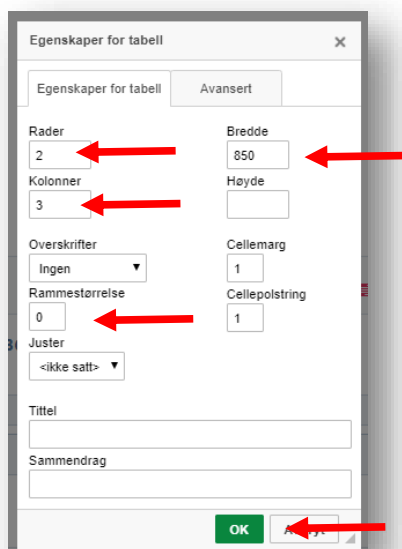 Egenskaper for tabell ×
Egenskaper for tabell Avansert
Rader Bredde
2 850
Kolonner Høyde
3
Overskrifter Cellemarg
Ingen 1
Rammestørrelse Cellepolstring
0 1
Juster
<ikke satt>
Tittel
Sammendrag
OK